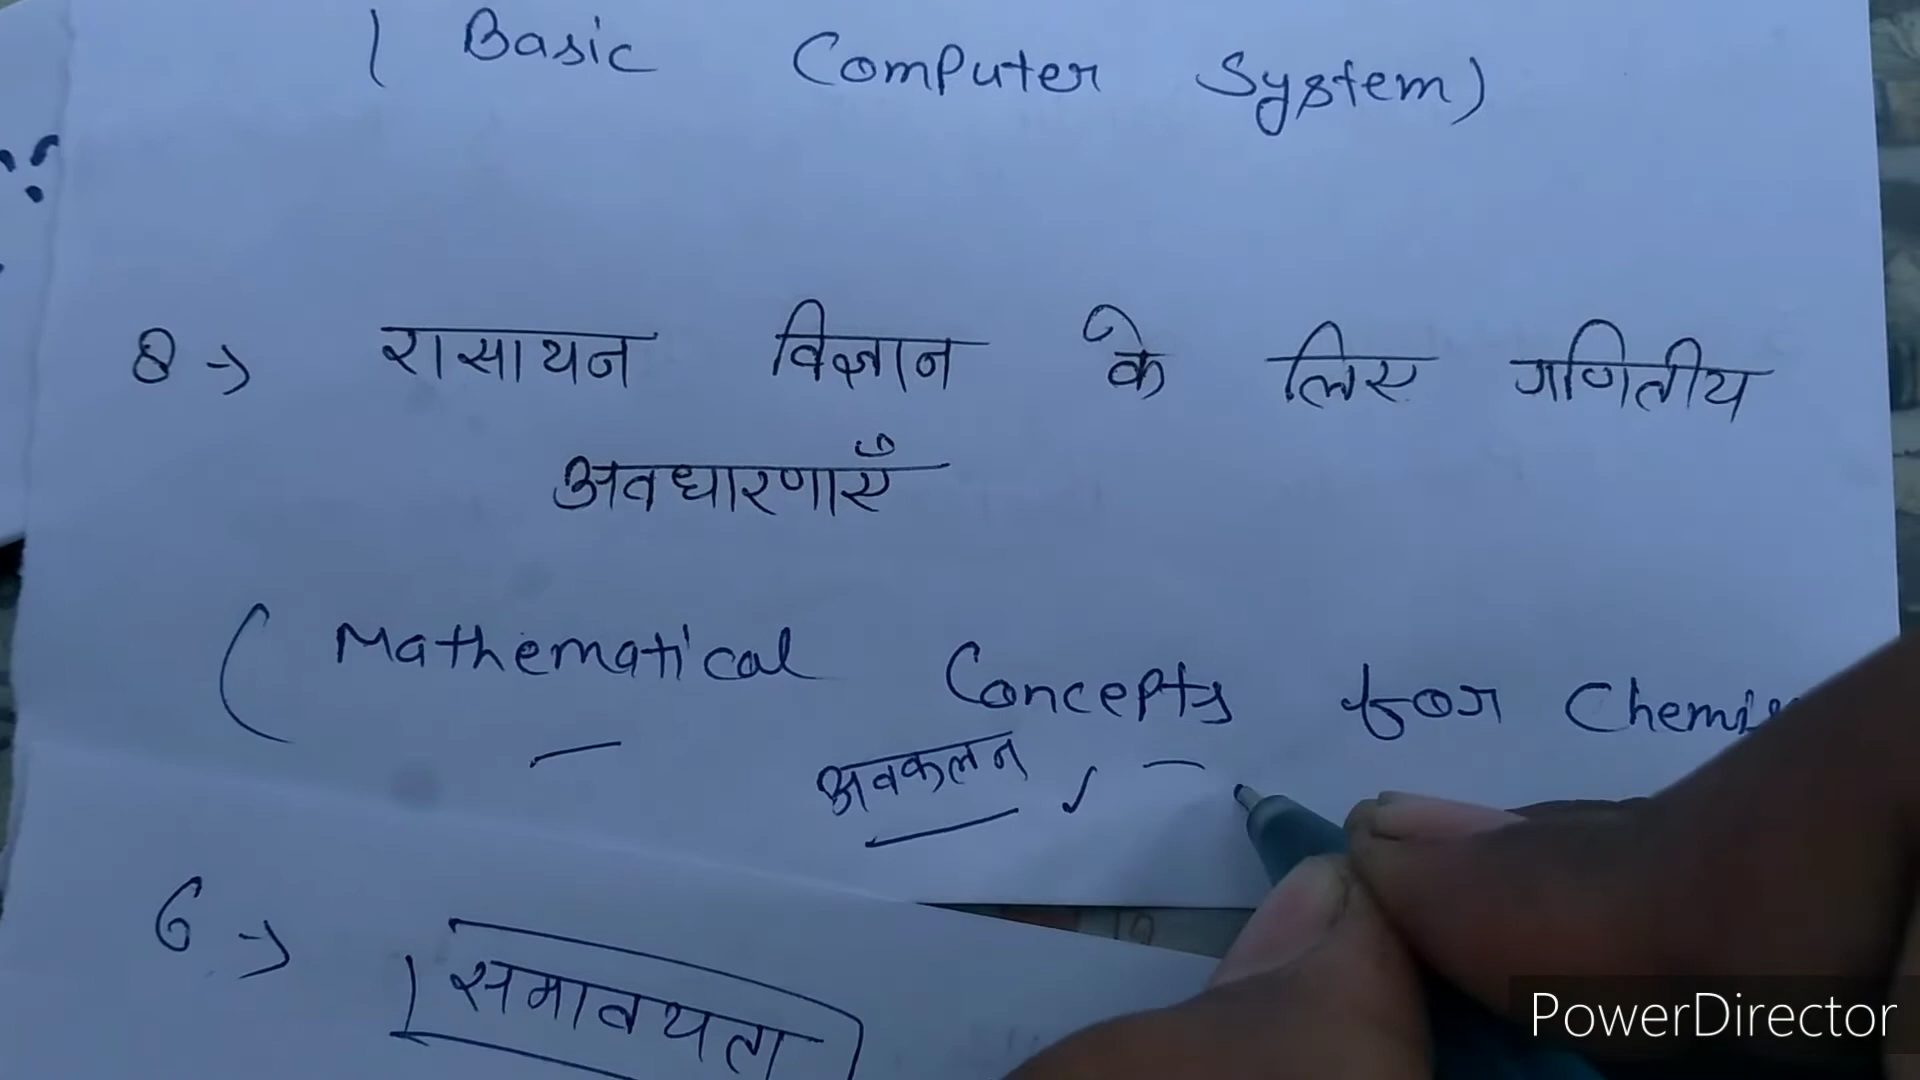 ( Basic Computer System)
8 → रासायन विज्ञान के लिए गणितीय
अवधारणाएँ
( Mathematical Concepts for
अवकलन ✓
6 → समावयता
PowerDirector